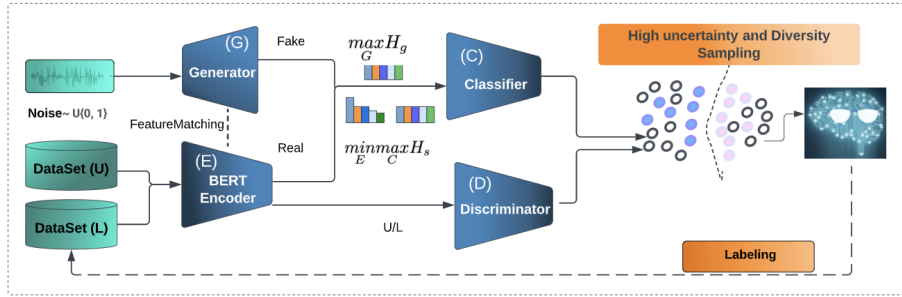 (G)
Generator
Noise~ U{0, 1}
FeatureMatching
Fake
Real
max H_g
G
min max H_s
E C
(C)
Classifier
High uncertainty and Diversity
Sampling
DataSet (U)
DataSet (L)
(E)
BERT
Encoder
U/L
(D)
Discriminator
Labeling